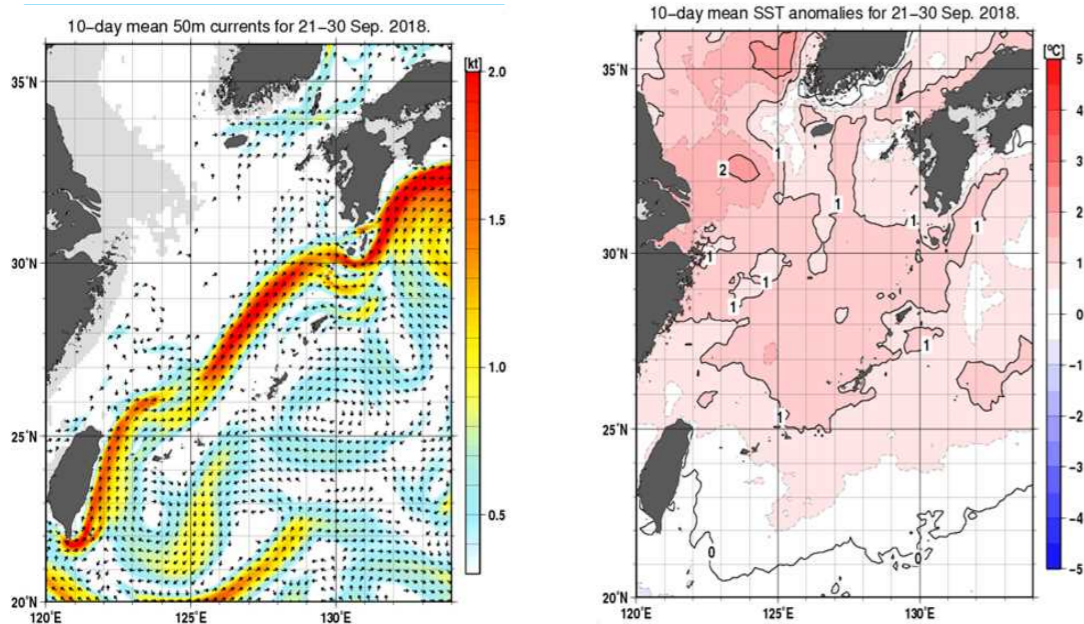 10-day mean 50m currents for 21-30 Sep. 2018.
[kt]
35°N
30°N
25°N
20°N
120°E
125°E
130°E
2.0
1.5
1.0
0.5
10-day mean SST anomalies for 21-30 Sep. 2018.
[°C]
35°N
30°N
25°N
20°N
120°E
125°E
130°E
5
4
3
2
1
0
-1
-2
-3
-4
-5
1
1
2
1
1
1
1
1
1
1
1
0
0